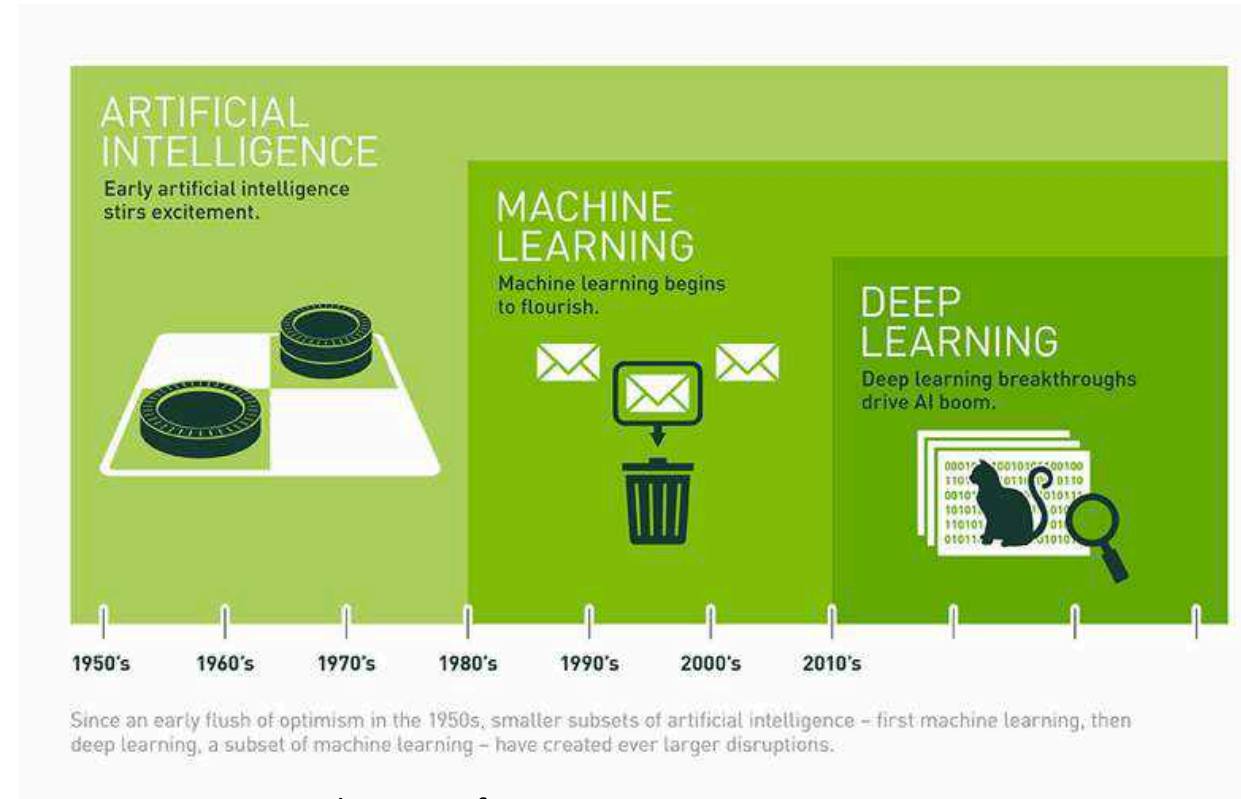 ARTIFICIAL
INTELLIGENCE
Early artificial intelligence
stirs excitement.
MACHINE
LEARNING
Machine learning begins
to flourish.
DEEP
LEARNING
Deep learning breakthroughs
drive AI boom.
1950's 1960's 1970's 1980's 1990's 2000's 2010's
Since an early flush of optimism in the 1950s, smaller subsets of artificial intelligence – first machine learning, then
deep learning, a subset of machine learning – have created ever larger disruptions.